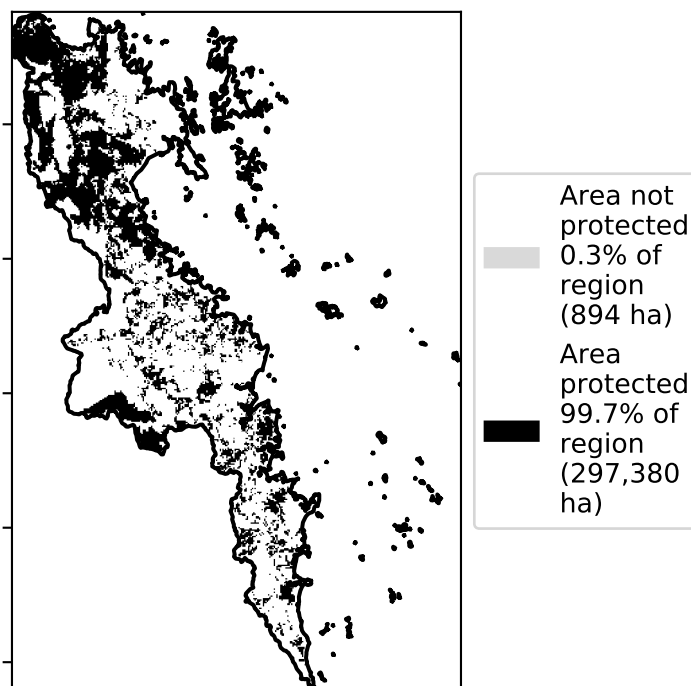 Area not
protected
0.3% of
region
(894 ha)
Area
protected
99.7% of
region
(297,380
ha)